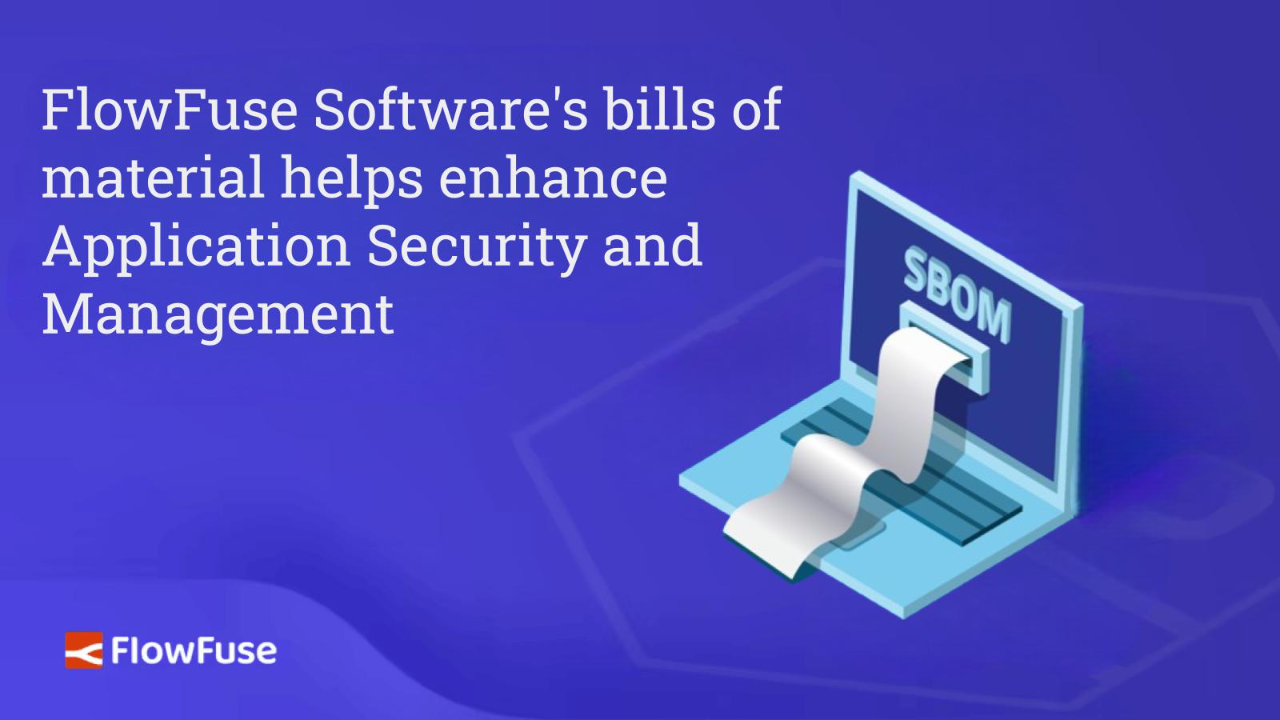 FlowFuse Software's bills of
material helps enhance
Application Security and
Management
SBOM
FlowFuse